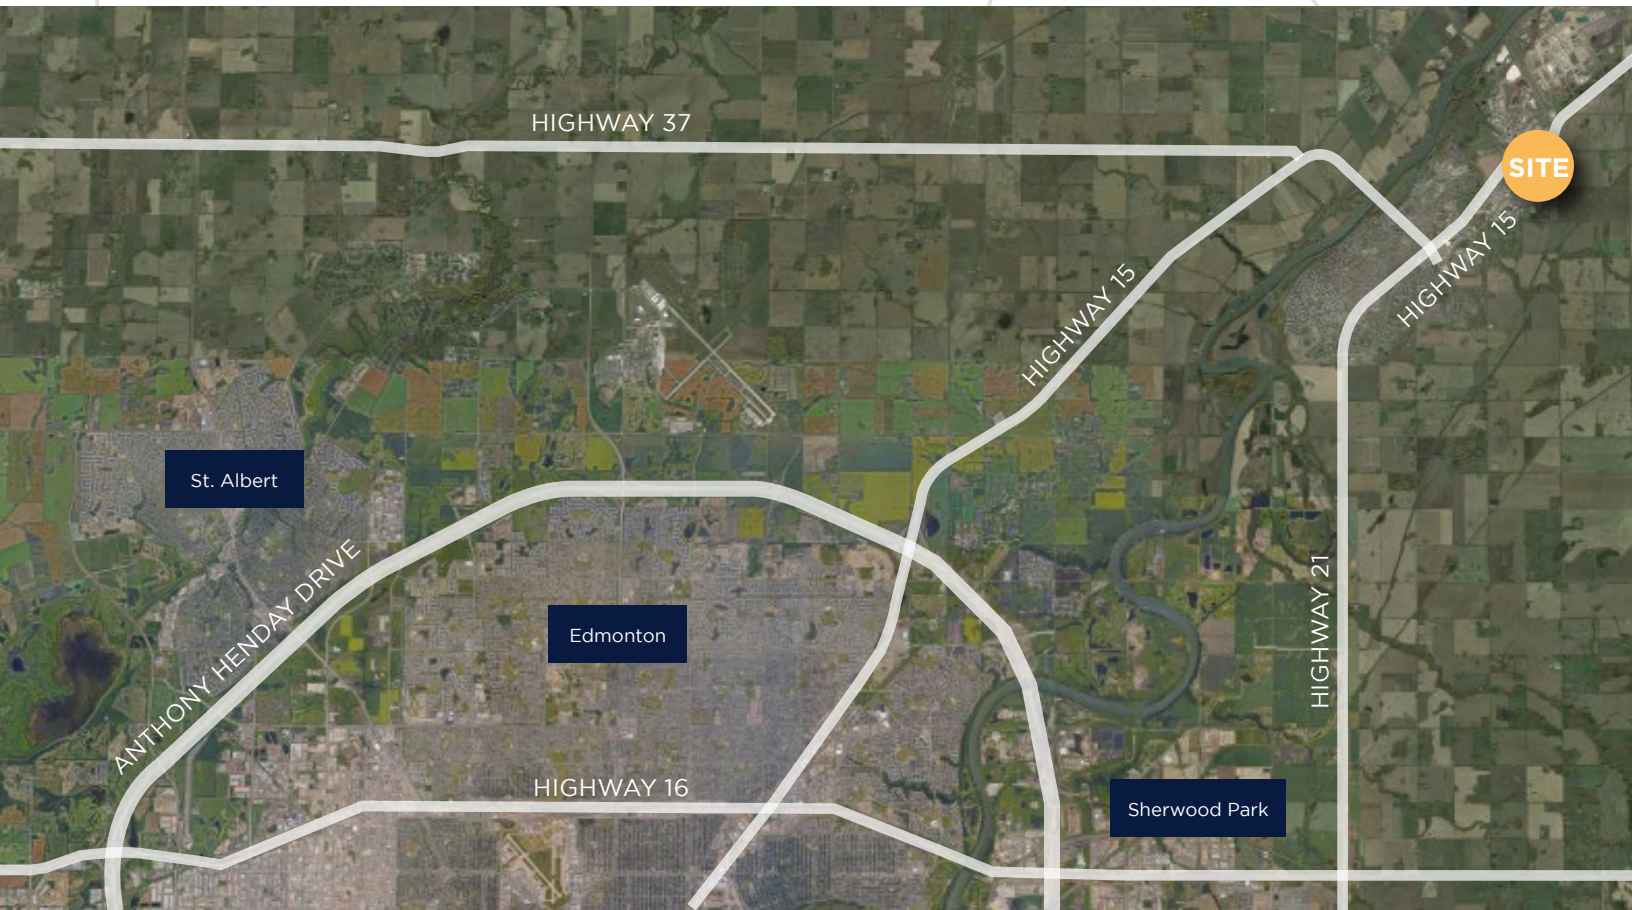 HIGHWAY 37
SITE
HIGHWAY 15
HIGHWAY 15
St. Albert
ANTHONY HENDAY DRIVE
Edmonton
HIGHWAY 21
HIGHWAY 16
Sherwood Park